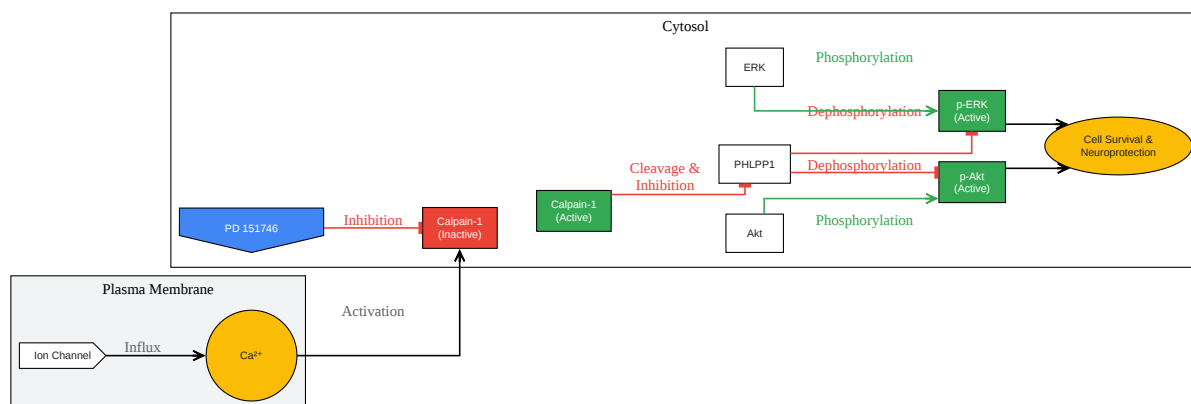 Cytosol
ERK
Phosphorylation
p-ERK
(Active)
Dephosphorylation
Cell Survival &
Neuroprotection
PHLPP1
Dephosphorylation
Cleavage &
Inhibition
p-Akt
(Active)
Calpain-1
(Active)
PD 151746
Inhibition
Calpain-1
(Inactive)
Akt
Phosphorylation
Plasma Membrane
Activation
Ion Channel
Influx
Ca²⁺